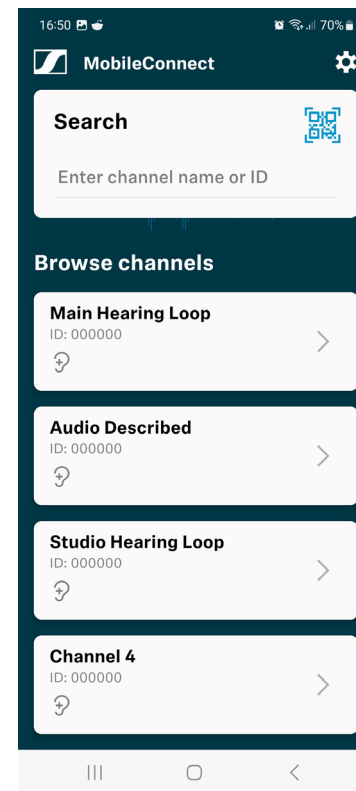 16:50 70%
MobileConnect
Search
Enter channel name or ID
Browse channels
Main Hearing Loop
ID: 000000
Audio Described
ID: 000000
Studio Hearing Loop
ID: 000000
Channel 4
ID: 000000